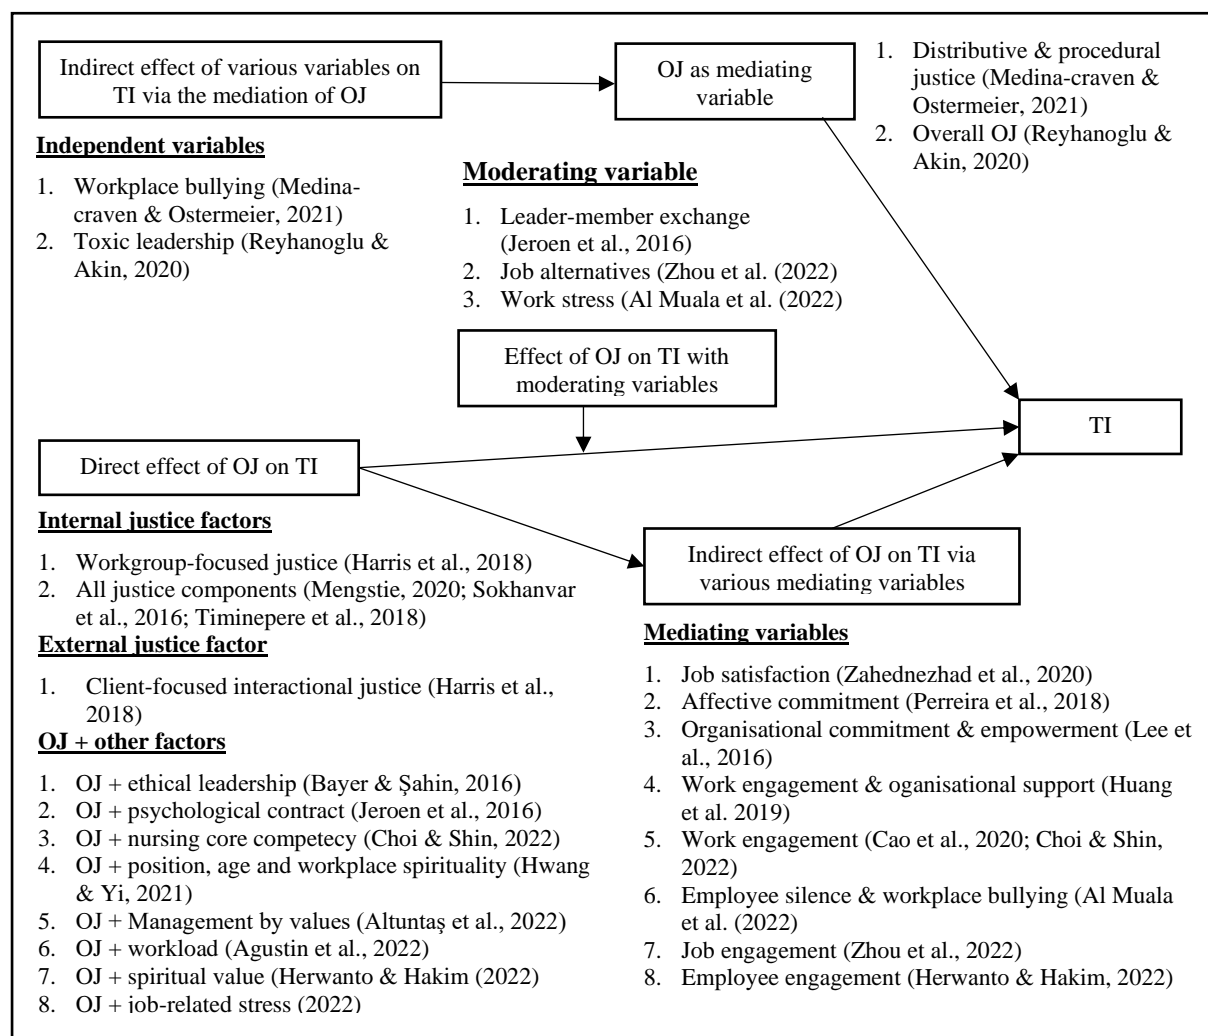 Indirect effect of various variables on
TI via the mediation of OJ
OJ as mediating
variable
1. Distributive & procedural
justice (Medina-craven &
Ostermeier, 2021)
2. Overall OJ (Reyhanoglu &
Akin, 2020)
Independent variables
1. Workplace bullying (Medina-
craven & Ostermeier, 2021)
2. Toxic leadership (Reyhanoglu &
Akin, 2020)
Moderating variable
1. Leader-member exchange
(Jeroen et al., 2016)
2. Job alternatives (Zhou et al. (2022)
3. Work stress (Al Muala et al. (2022)
Effect of OJ on TI with
moderating variables
TI
Direct effect of OJ on TI
Internal justice factors
1. Workgroup-focused justice (Harris et al., 2018)
2. All justice components (Mengstie, 2020; Sokhanvar
et al., 2016; Timinepere et al., 2018)
External justice factor
1. Client-focused interactional justice (Harris et al.,
2018)
OJ + other factors
1. OJ + ethical leadership (Bayer & Şahin, 2016)
2. OJ + psychological contract (Jeroen et al., 2016)
3. OJ + nursing core competecy (Choi & Shin, 2022)
4. OJ + position, age and workplace spirituality (Hwang
& Yi, 2021)
5. OJ + Management by values (Altuntaş et al., 2022)
6. OJ + workload (Agustin et al., 2022)
7. OJ + spiritual value (Herwanto & Hakim (2022)
8. OJ + job-related stress (2022)
Indirect effect of OJ on TI via
various mediating variables
Mediating variables
1. Job satisfaction (Zahednezhad et al., 2020)
2. Affective commitment (Perreira et al., 2018)
3. Organisational commitment & empowerment (Lee et
al., 2016)
4. Work engagement & oganisational support (Huang
et al. 2019)
5. Work engagement (Cao et al., 2020; Choi & Shin,
2022)
6. Employee silence & workplace bullying (Al Muala
et al. (2022)
7. Job engagement (Zhou et al., 2022)
8. Employee engagement (Herwanto & Hakim, 2022)